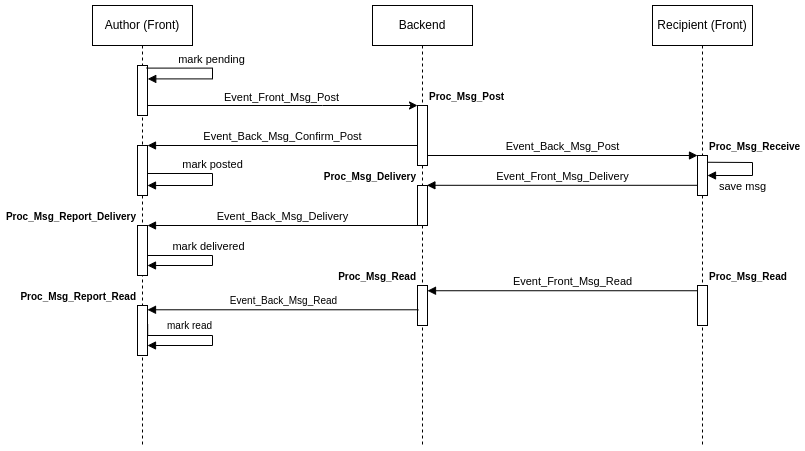 Author (Front)
Backend
Recipient (Front)
mark pending
Event_Front_Msg_Post
Proc_Msg_Post
Event_Back_Msg_Confirm_Post
Event_Back_Msg_Post
Proc_Msg_Receive
mark posted
Proc_Msg_Delivery
Event_Front_Msg_Delivery
save msg
Proc_Msg_Report_Delivery
Event_Back_Msg_Delivery
mark delivered
Proc_Msg_Read
Event_Front_Msg_Read
Proc_Msg_Read
Proc_Msg_Report_Read
Event_Back_Msg_Read
mark read